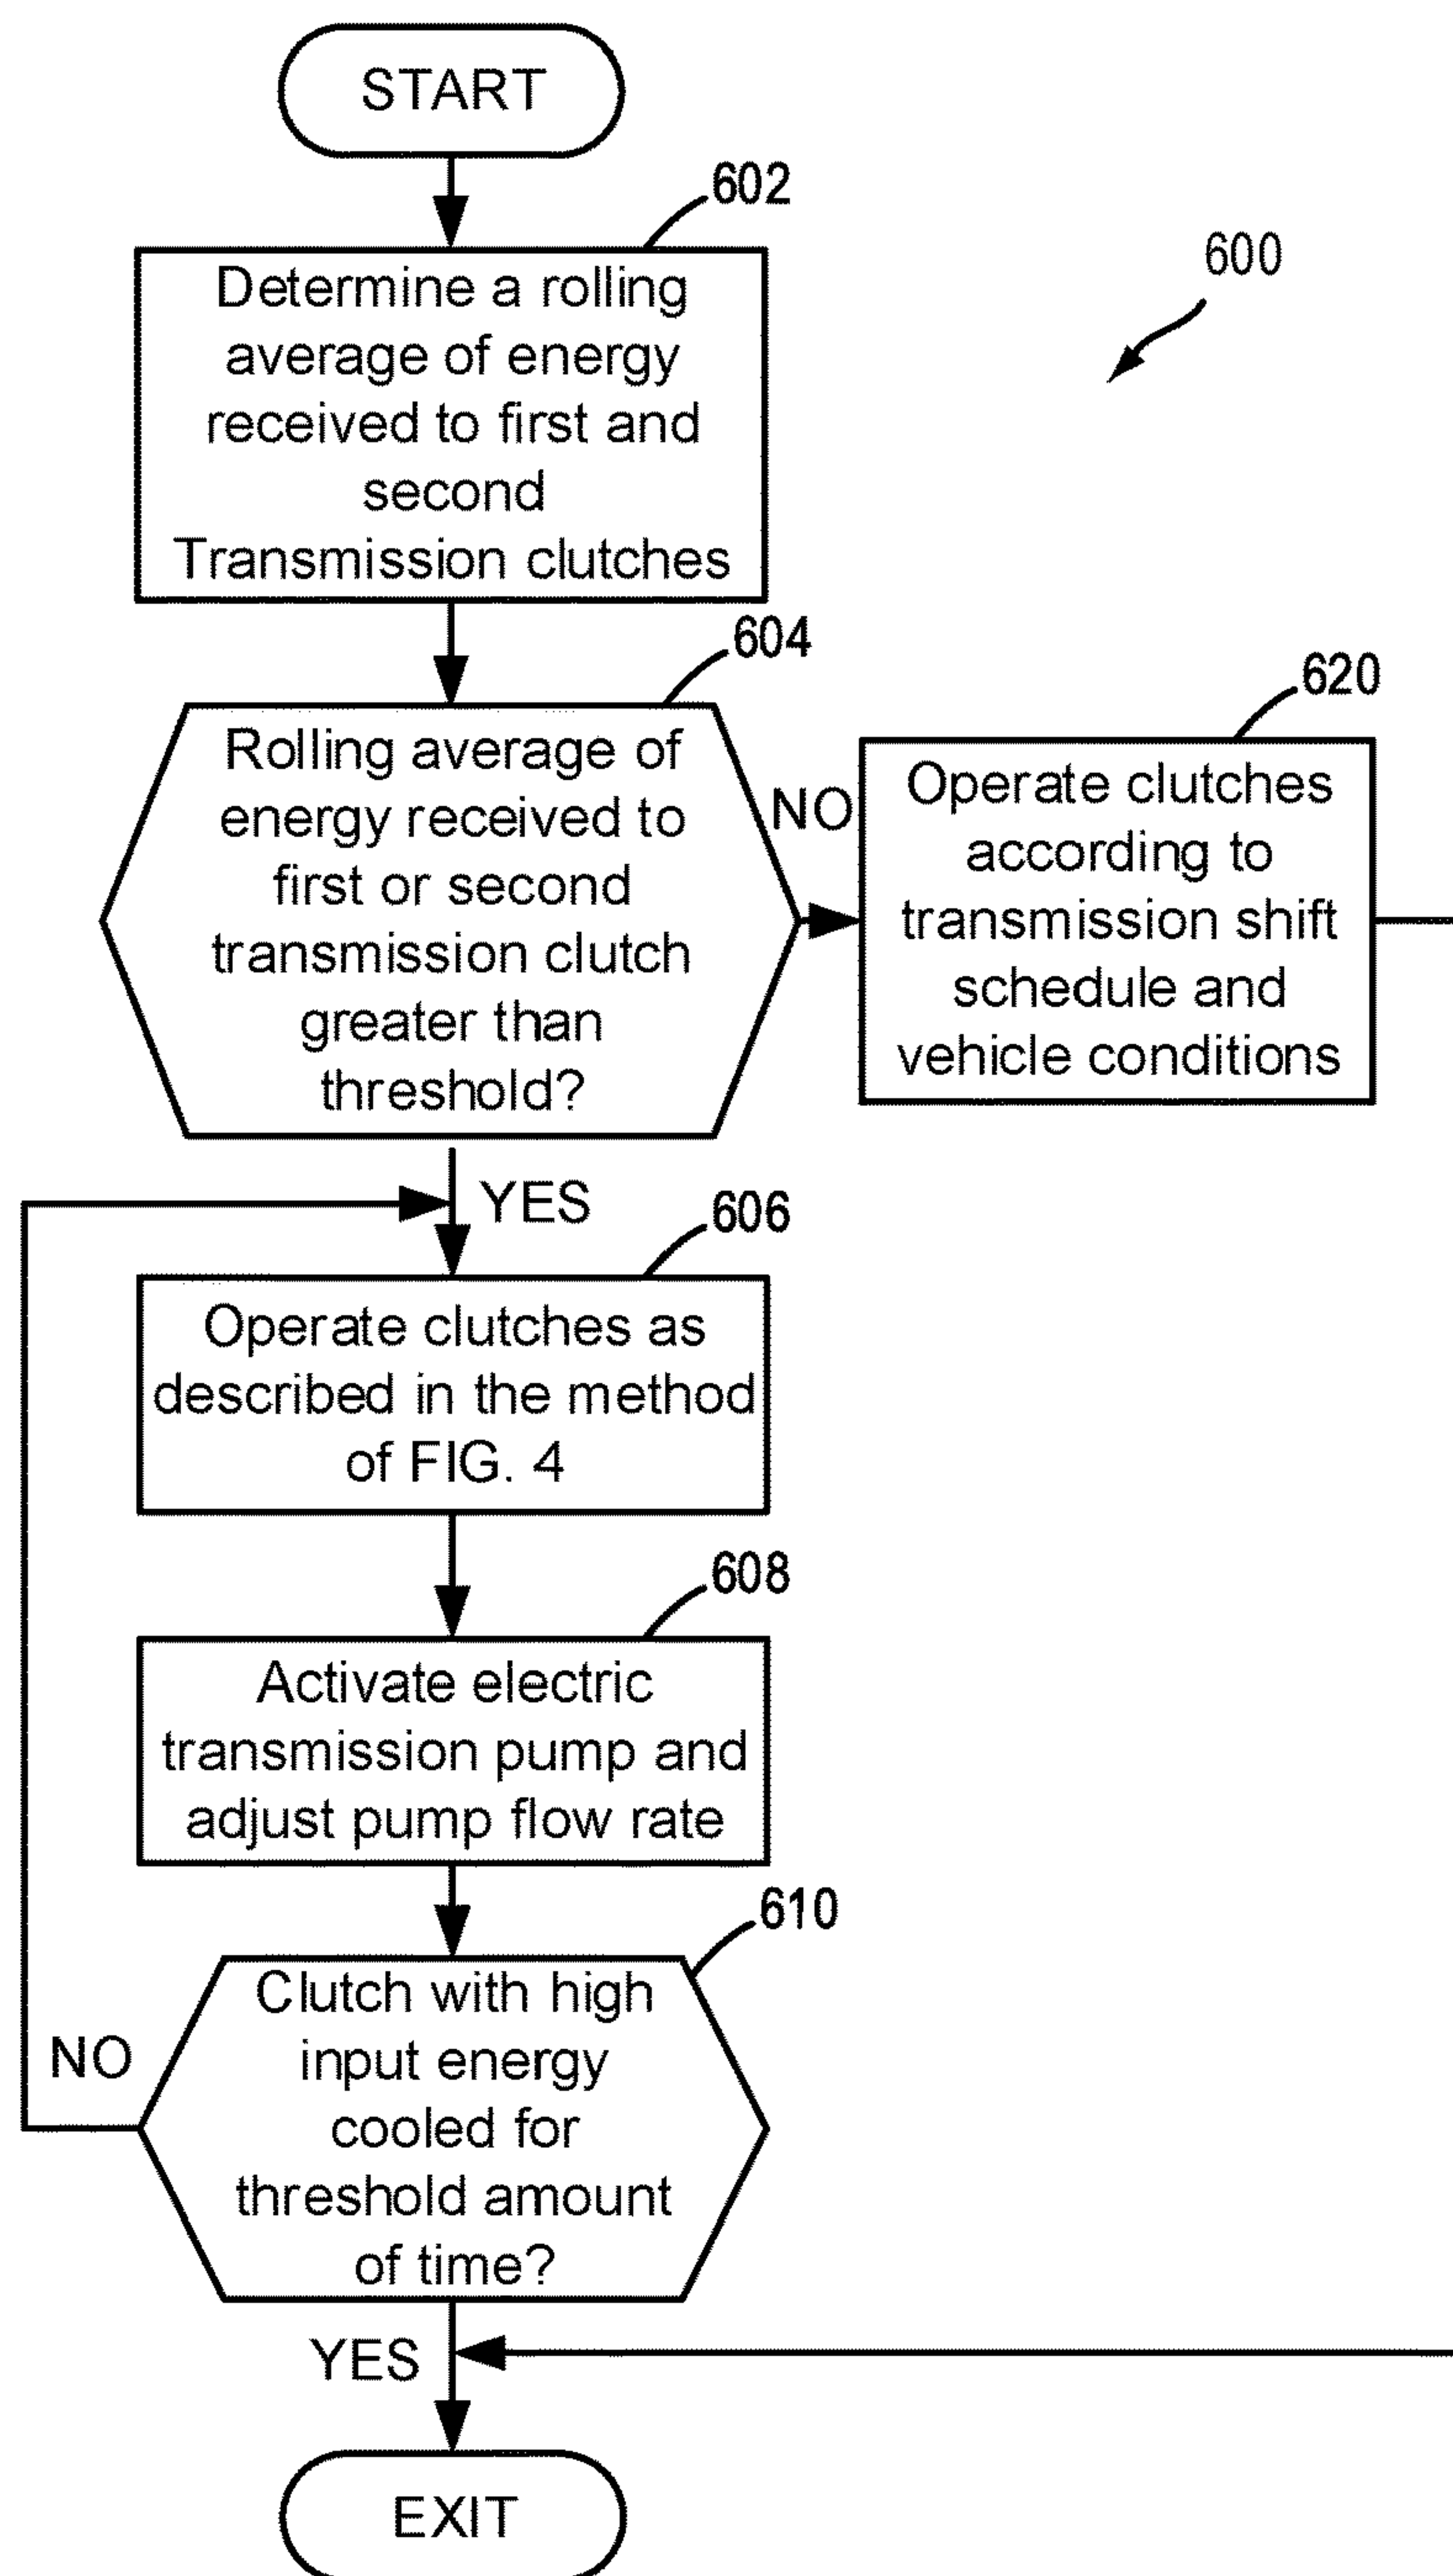 START
602
600
Determine a rolling
average of energy
received to first and
second
Transmission clutches
604
Rolling average of
energy received to
first or second
transmission clutch
greater than
threshold?
NO
620
Operate clutches
according to
transmission shift
schedule and
vehicle conditions
YES
606
Operate clutches as
described in the method
of FIG. 4
608
Activate electric
transmission pump and
adjust pump flow rate
610
Clutch with high
input energy
cooled for
threshold amount
of time?
NO
YES
EXIT